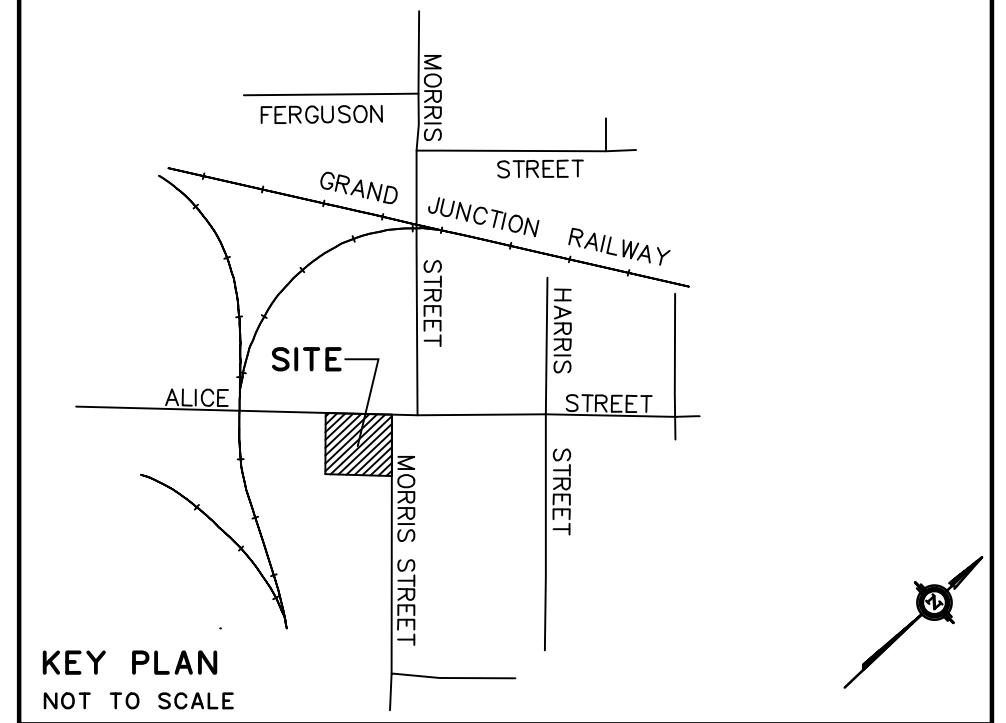 MORRIS
FERGUSON
STREET
GRAND JUNCTION RAILWAY
STREET
HARRIS
SITE
ALICE
STREET
MORRIS STREET
STREET
N
KEY PLAN
NOT TO SCALE